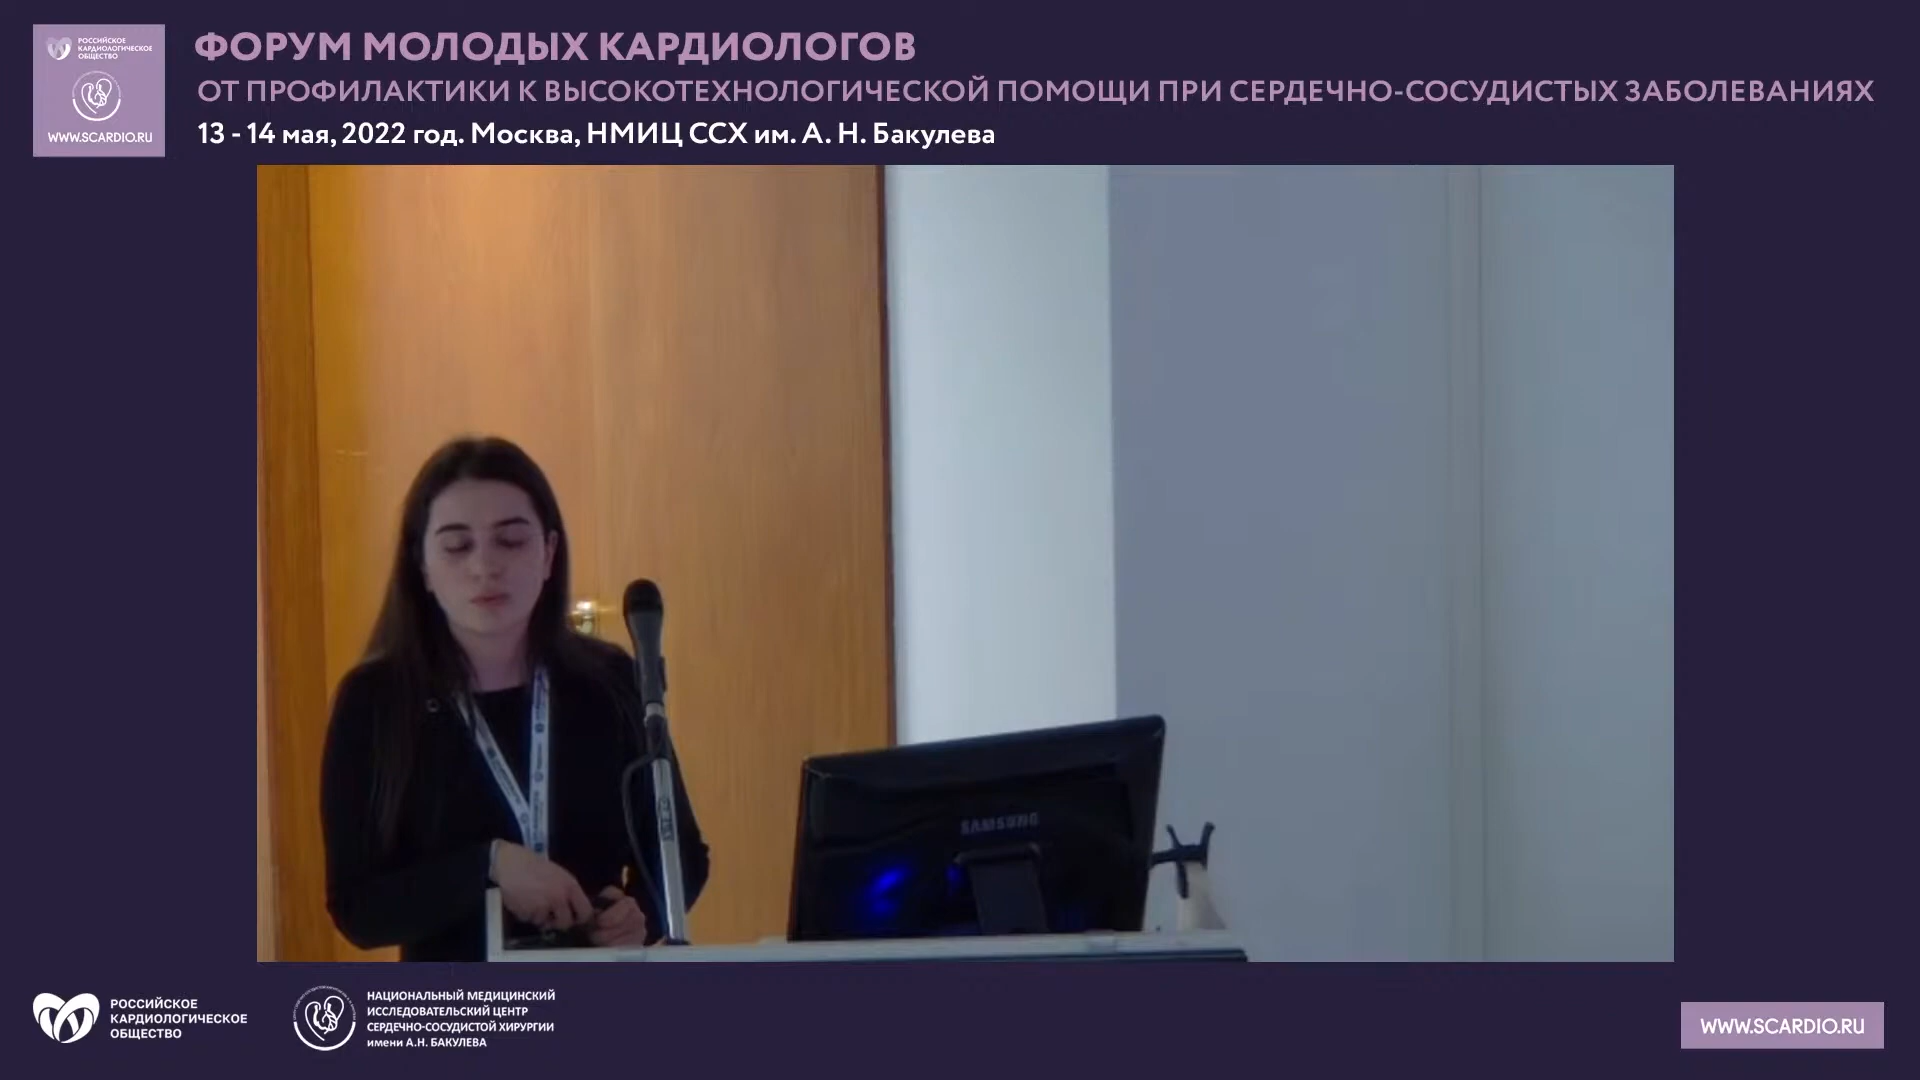 РОССИЙСКОЕ
КАРДИОЛОГИЧЕСКОЕ
ОБЩЕСТВО
WWW.SCARDIO.RU
ФОРУМ МОЛОДЫХ КАРДИОЛОГОВ
ОТ ПРОФИЛАКТИКИ К ВЫСОКОТЕХНОЛОГИЧЕСКОЙ ПОМОЩИ ПРИ СЕРДЕЧНО-СОСУДИСТЫХ ЗАБОЛЕВАНИЯХ
13 - 14 мая, 2022 год. Москва, НМИЦ ССХ им. А. Н. Бакулева
SAMSUNG
РОССИЙСКОЕ
КАРДИОЛОГИЧЕСКОЕ
ОБЩЕСТВО
НАЦИОНАЛЬНЫЙ МЕДИЦИНСКИЙ
ИССЛЕДОВАТЕЛЬСКИЙ ЦЕНТР
СЕРДЕЧНО-СОСУДИСТОЙ ХИРУРГИИ
имени А.Н. БАКУЛЕВА
WWW.SCARDIO.RU